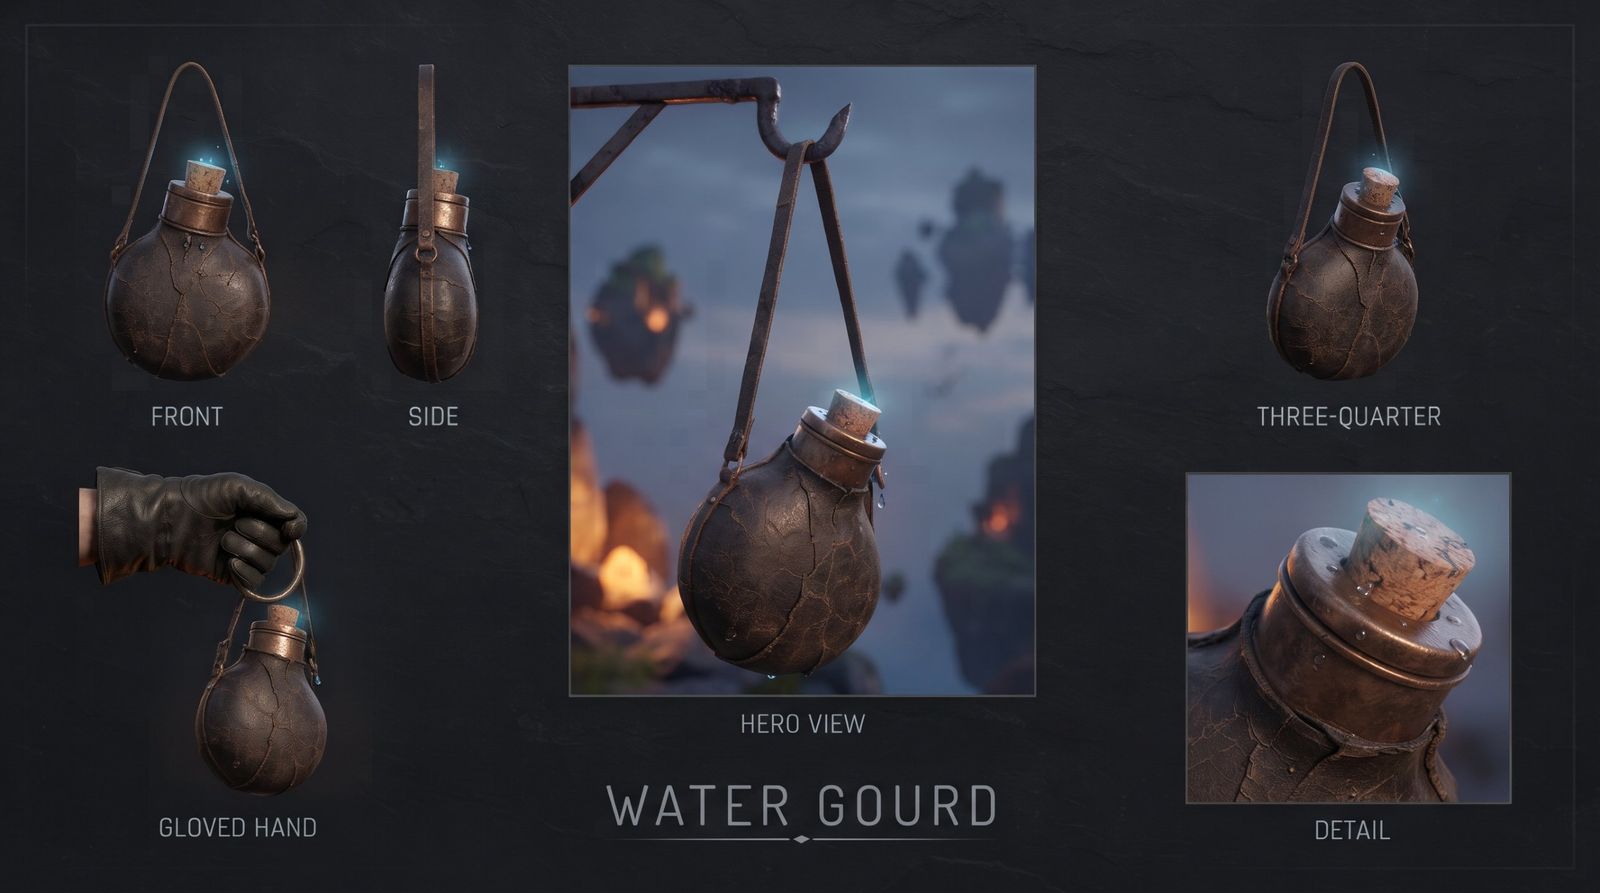 FRONT
SIDE
THREE-QUARTER
HERO VIEW
WATER GOURD
GLOVED HAND
DETAIL